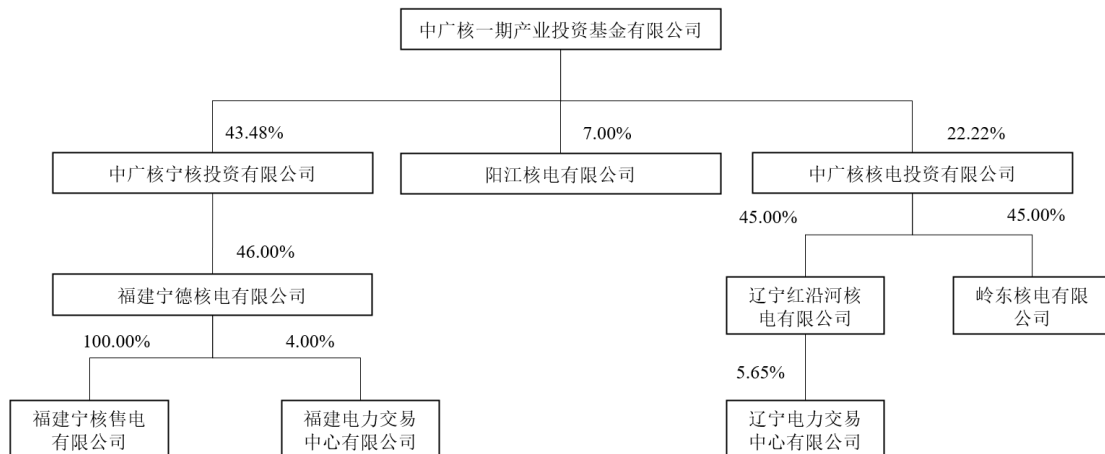 中广核一期产业投资基金有限公司
43.48%
7.00%
22.22%
中广核宁核投资有限公司
阳江核电有限公司
中广核核电投资有限公司
45.00%
45.00%
46.00%
福建宁德核电有限公司
辽宁红沿河核
电有限公司
岭东核电有限
公司
100.00%
4.00%
5.65%
福建宁核售电
有限公司
福建电力交易
中心有限公司
辽宁电力交易
中心有限公司